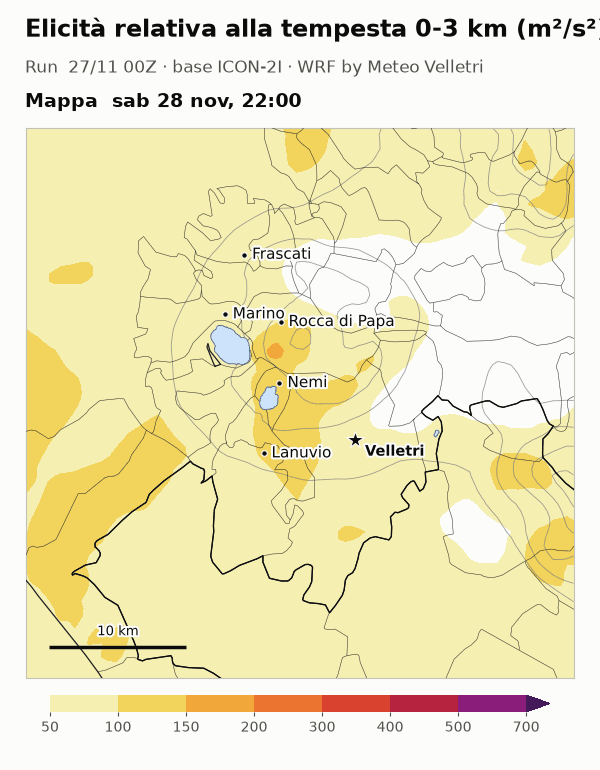 Elicità relativa alla tempesta 0-3 km (m²/s²)
Run  27/11 00Z · base ICON-2I · WRF by Meteo Velletri
Mappa  sab 28 nov, 22:00
Frascati
Marino
Rocca di Papa
Nemi
Velletri
Lanuvio
10 km
50 100 150 200 300 400 500 700